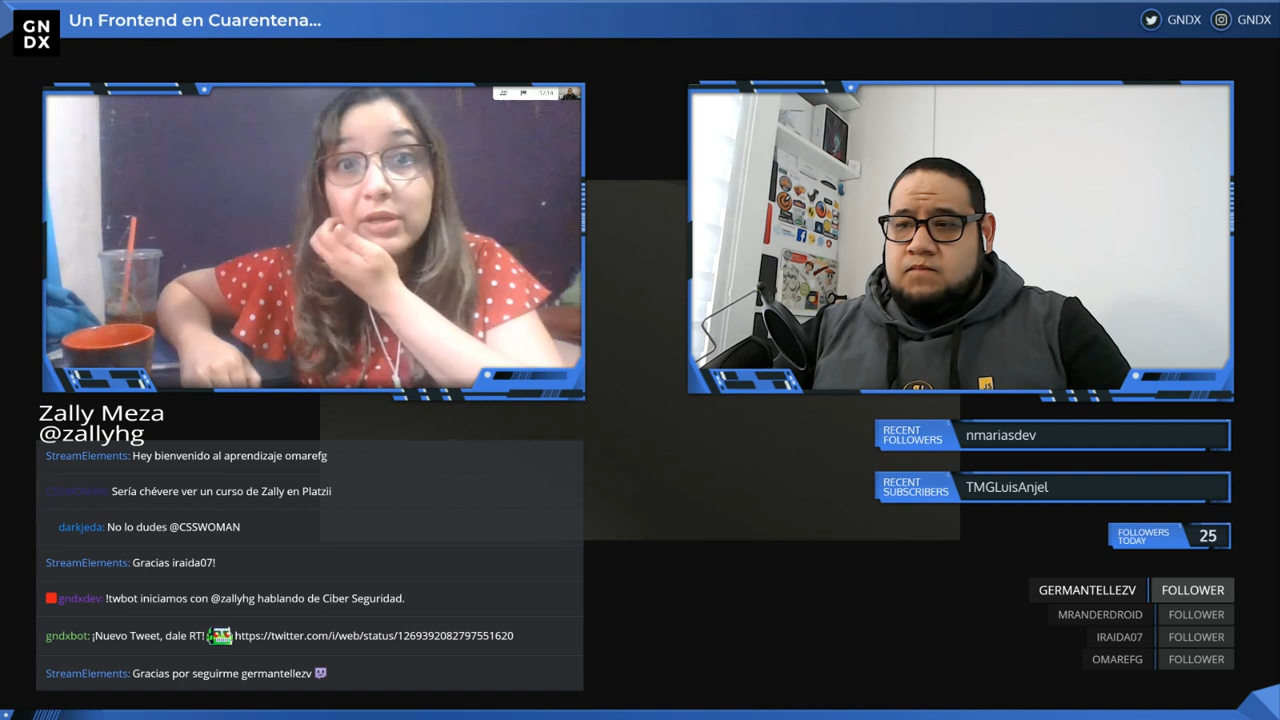 GN
DX
Un Frontend en Cuarentena...
GNDX
GNDX
12:14
Zally Meza
@zallyhg
StreamElements: Hey bienvenido al aprendizaje omarefg
CSSWOMAN: Sería chévere ver un curso de Zally en Platzii
darkjeda: No lo dudes @CSSWOMAN
StreamElements: Gracias iraida07!
gndxdev: !twbot iniciamos con @zallyhg hablando de Ciber Seguridad.
gndxbot: ¡Nuevo Tweet, dale RT! https://twitter.com/i/web/status/1269392082797551620
StreamElements: Gracias por seguirme germantellezv
RECENT
FOLLOWERS
nmariasdev
RECENT
SUBSCRIBERS
TMGLuisAnjel
FOLLOWERS
TODAY
25
GERMANTELLEZV FOLLOWER
MRANDERDROID FOLLOWER
IRAIDA07 FOLLOWER
OMAREFG FOLLOWER
JS